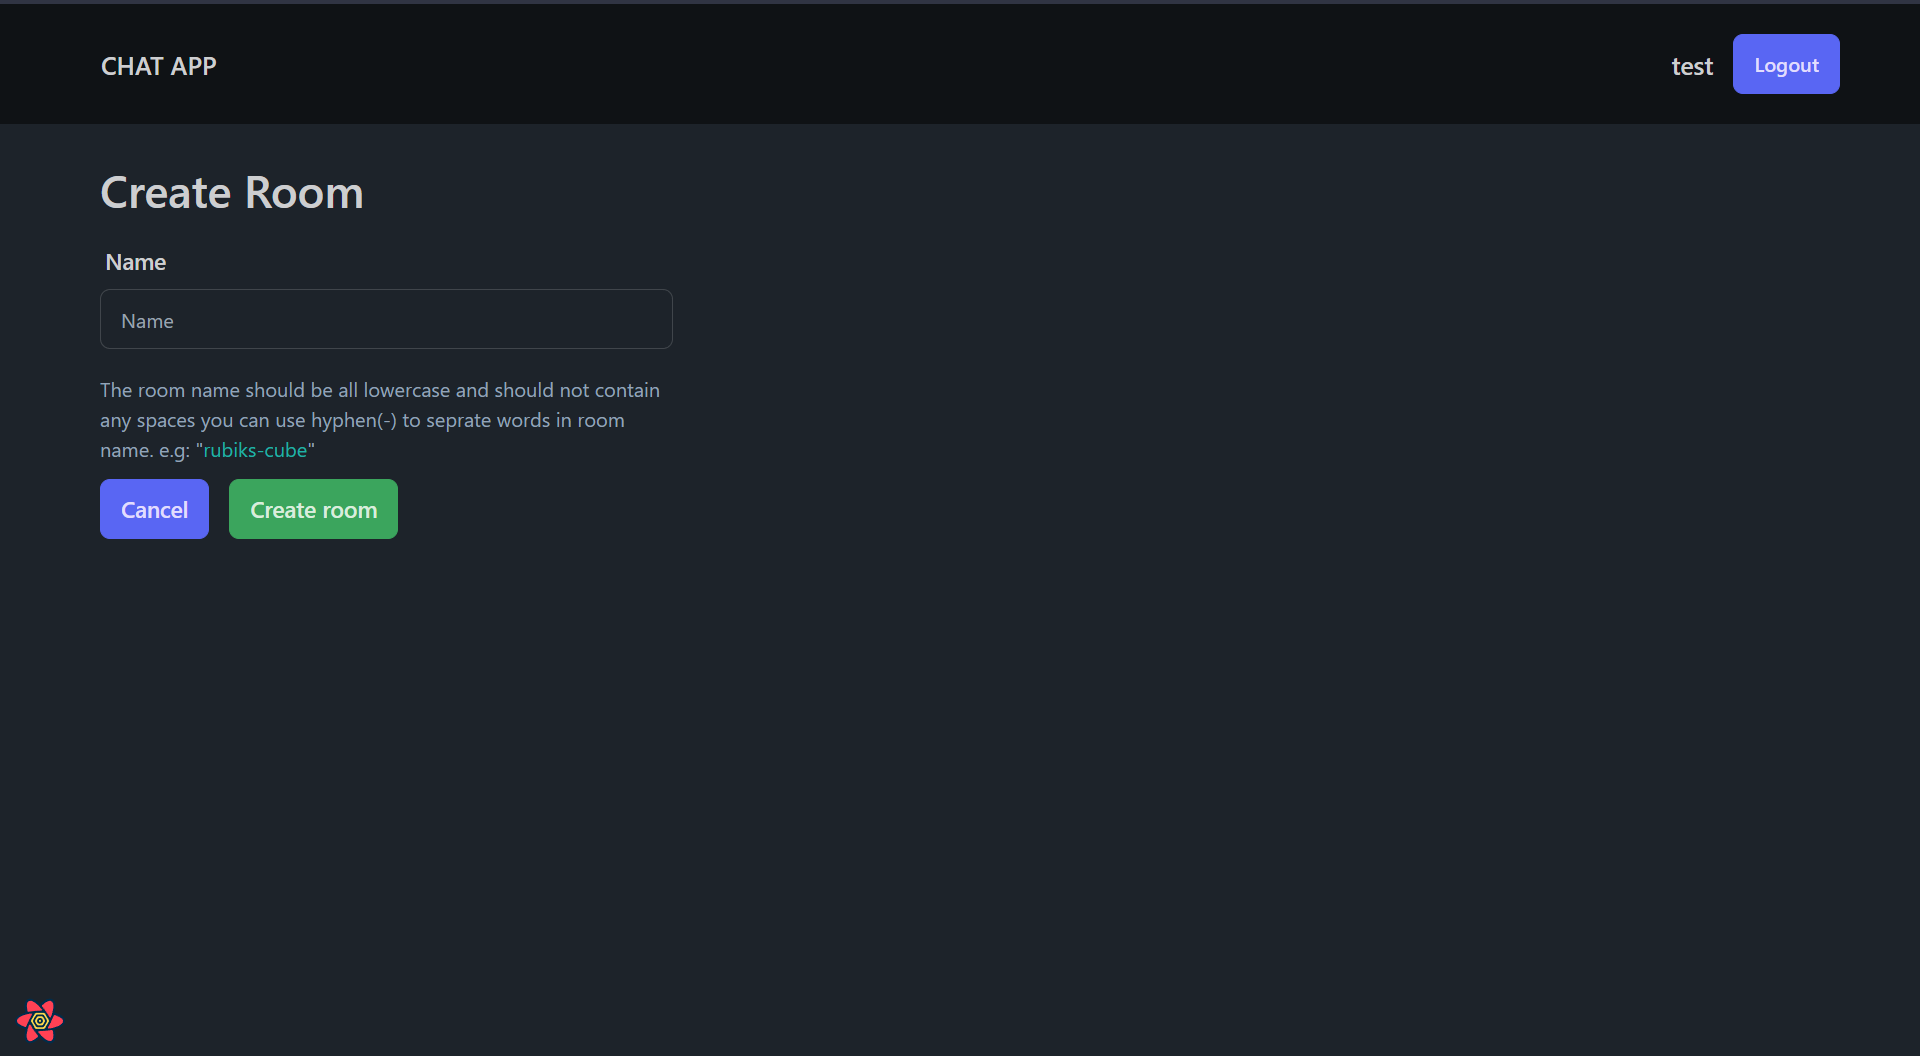 CHAT APP
test
Logout
Create Room
Name
Name
The room name should be all lowercase and should not contain
any spaces you can use hyphen(-) to seprate words in room
name. e.g: "rubiks-cube"
Cancel
Create room